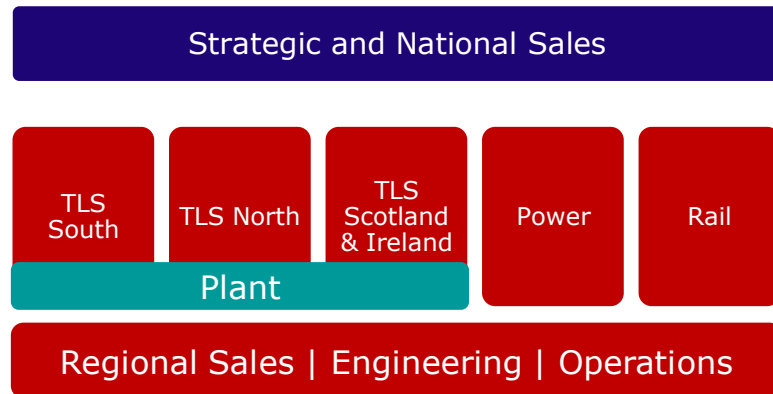 Strategic and National Sales
TLS
South
TLS North
TLS
Scotland
& Ireland
Power
Rail
Plant
Regional Sales | Engineering | Operations